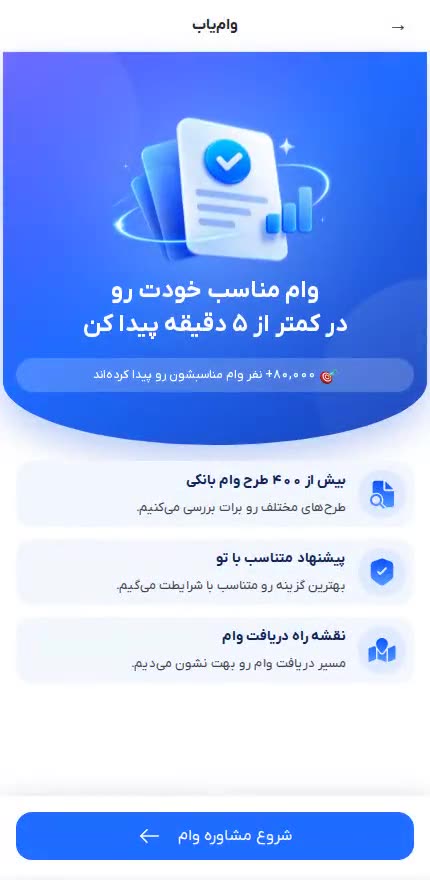 وام‌یاب
وام مناسب خودت رو
در کمتر از ۵ دقیقه پیدا کن
۸۰,۰۰۰+ نفر وام مناسبشون رو پیدا کرده‌اند
بیش از ۴۰۰ طرح وام بانکی
طرح‌های مختلف رو برات بررسی می‌کنیم.
پیشنهاد متناسب با تو
بهترین گزینه رو متناسب با شرایطت می‌گیم.
نقشه راه دریافت وام
مسیر دریافت وام رو بهت نشون می‌دیم.
شروع مشاوره وام